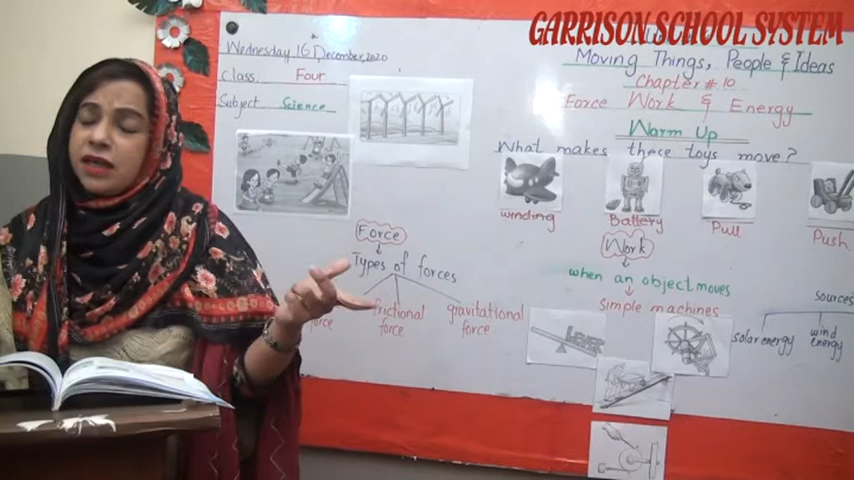 GARRISON SCHOOL SYSTEM
Wednesday 16 December, 2020
Class Four
Subject Science
Moving Things, People & Ideas
Chapter # 10
Force Work & Energy
Warm Up
What makes these toys move?
winding
Battery
Pull
Push
Force
Types of forces
force
frictional force
gravitational force
Work
when an object moves
Simple machines
LEVER
sources
solar energy
wind energy